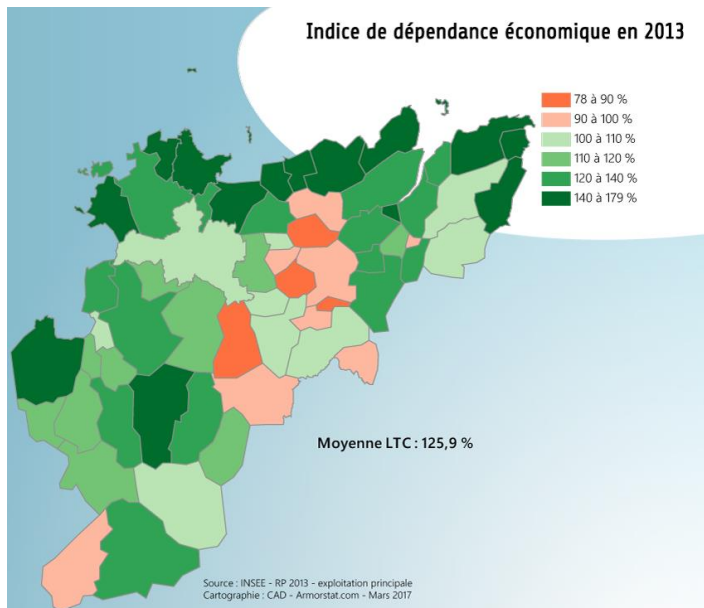 Indice de dépendance économique en 2013
78 à 90 %
90 à 100 %
100 à 110 %
110 à 120 %
120 à 140 %
140 à 179 %
Moyenne LTC : 125,9 %
Source : INSEE - RP 2013 - exploitation principale
Cartographie : CAD - Armorstat.com - Mars 2017